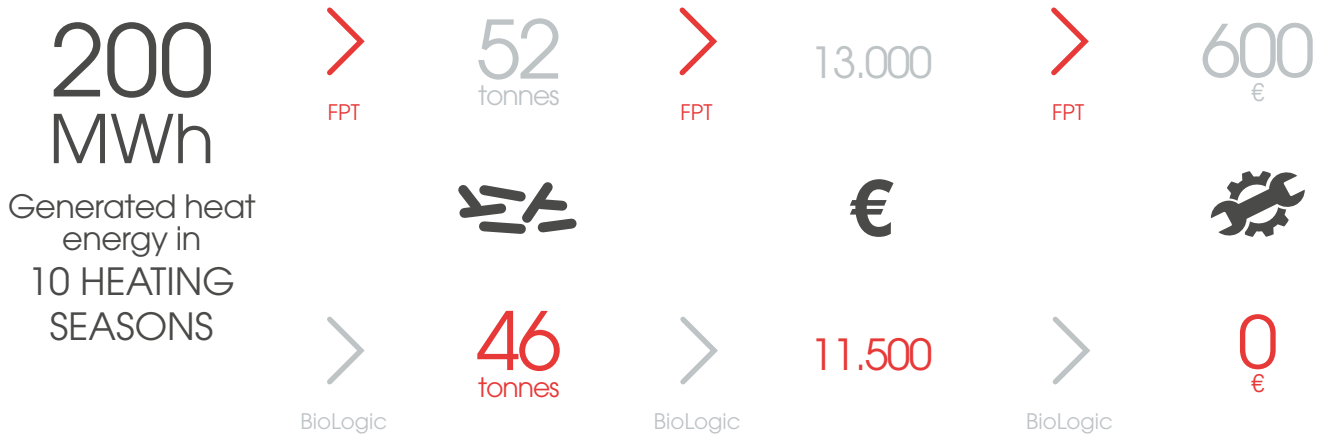 200
MWh
Generated heat
energy in
10 HEATING
SEASONS
FPT
52
tonnes
FPT
13.000
FPT
600
€
€
BioLogic
46
tonnes
BioLogic
11.500
BioLogic
0
€